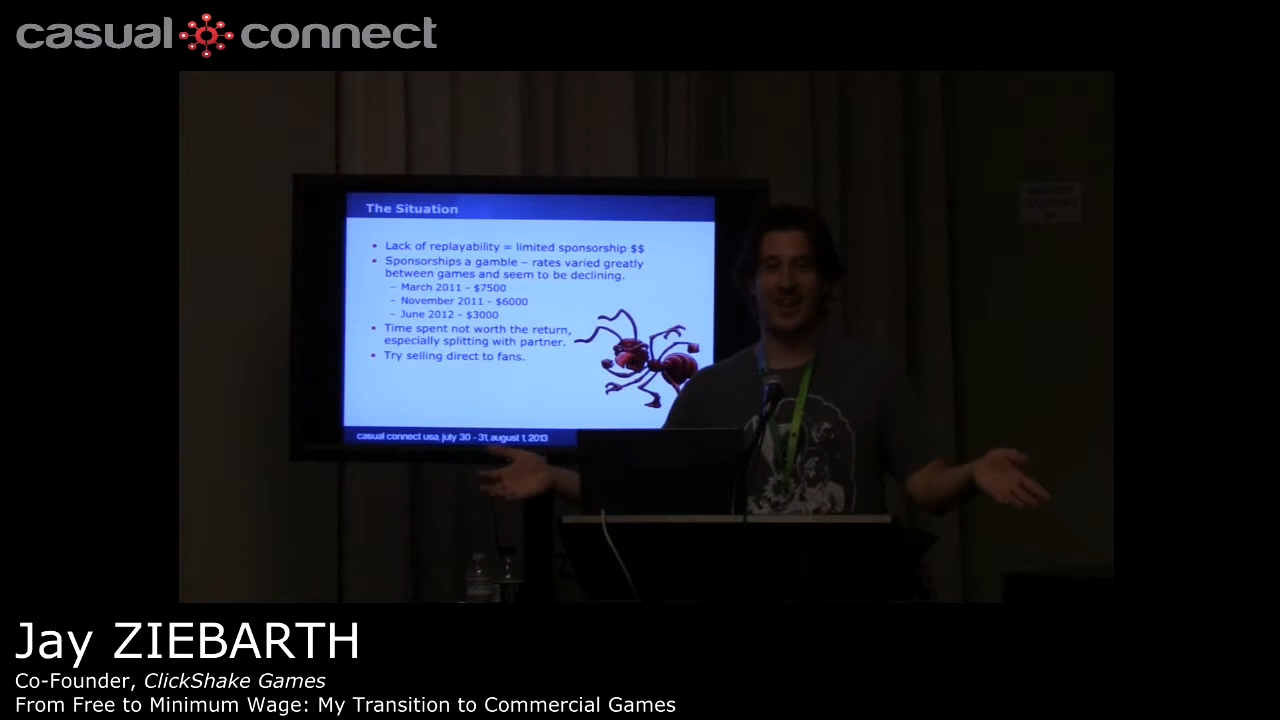 casual connect
The Situation
• Lack of replayability = limited sponsorship $$
• Sponsorships a gamble – rates varied greatly
between games and seem to be declining.
– March 2011 - $7500
– November 2011 - $6000
– June 2012 - $3000
• Time spent not worth the return,
especially splitting with partner.
• Try selling direct to fans.
casual connect usa, july 30 - 31, august 1, 2013
Jay ZIEBARTH
Co-Founder, ClickShake Games
From Free to Minimum Wage: My Transition to Commercial Games